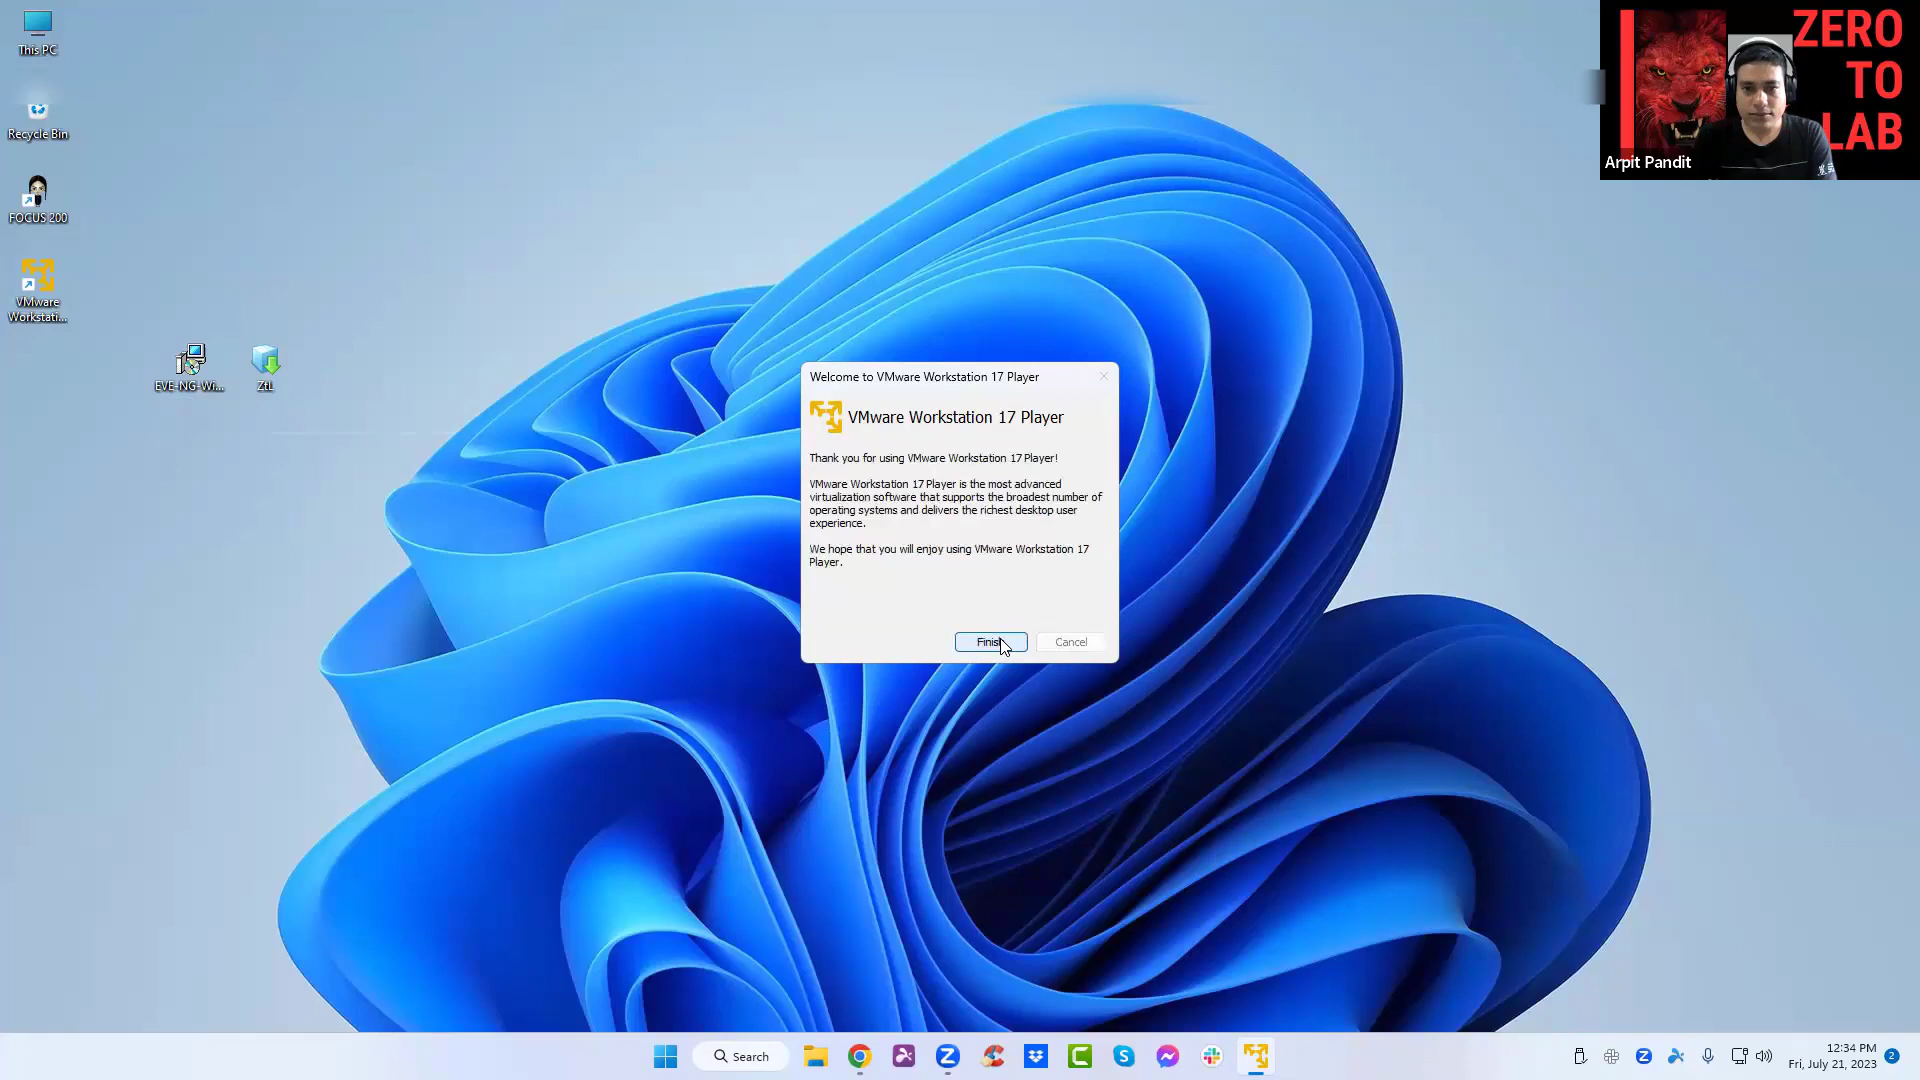 This PC
Recycle Bin
FOCUS 200
VMware
Workstati...
EVE-NG-Wi...
ZtL
ZERO
TO
LAB
Arpit Pandit
Welcome to VMware Workstation 17 Player
VMware Workstation 17 Player
Thank you for using VMware Workstation 17 Player!
VMware Workstation 17 Player is the most advanced
virtualization software that supports the broadest number of
operating systems and delivers the richest desktop user
experience.
We hope that you will enjoy using VMware Workstation 17
Player.
Finish
Cancel
Search
12:34 PM
Fri, July 21, 2023
2